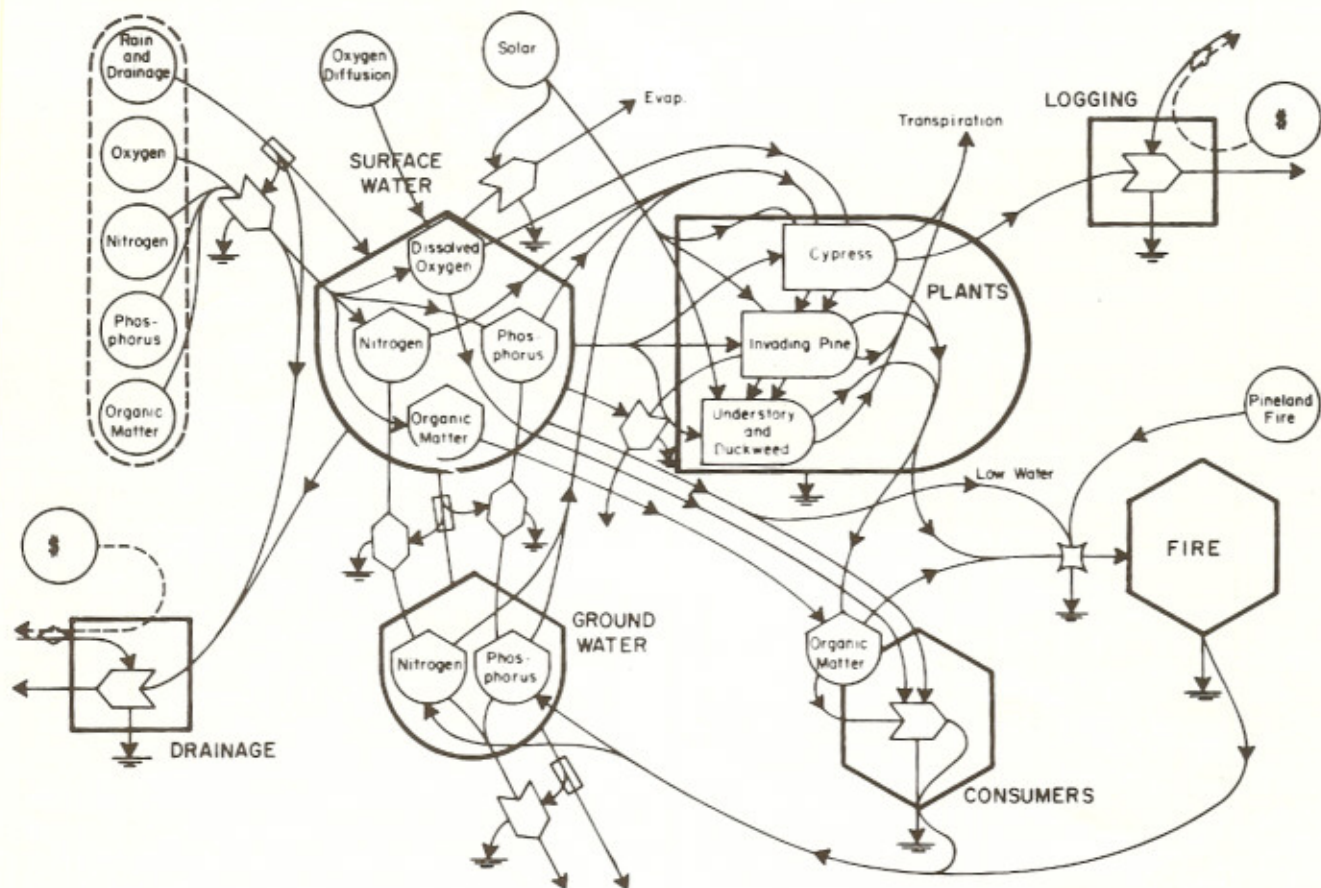 Rain
and
Drainage
Oxygen
Nitrogen
Phos-
phorus
Organic
Matter
Oxygen
Diffusion
Solar
Evap.
SURFACE
WATER
Dissolved
Oxygen
Nitrogen
Phos-
phorus
Organic
Matter
Transpiration
LOGGING
$
Cypress
PLANTS
Invading Pine
Understory
and
Duckweed
Pineland
Fire
Low Water
FIRE
$
DRAINAGE
GROUND
WATER
Nitrogen
Phos-
phorus
Organic
Matter
CONSUMERS